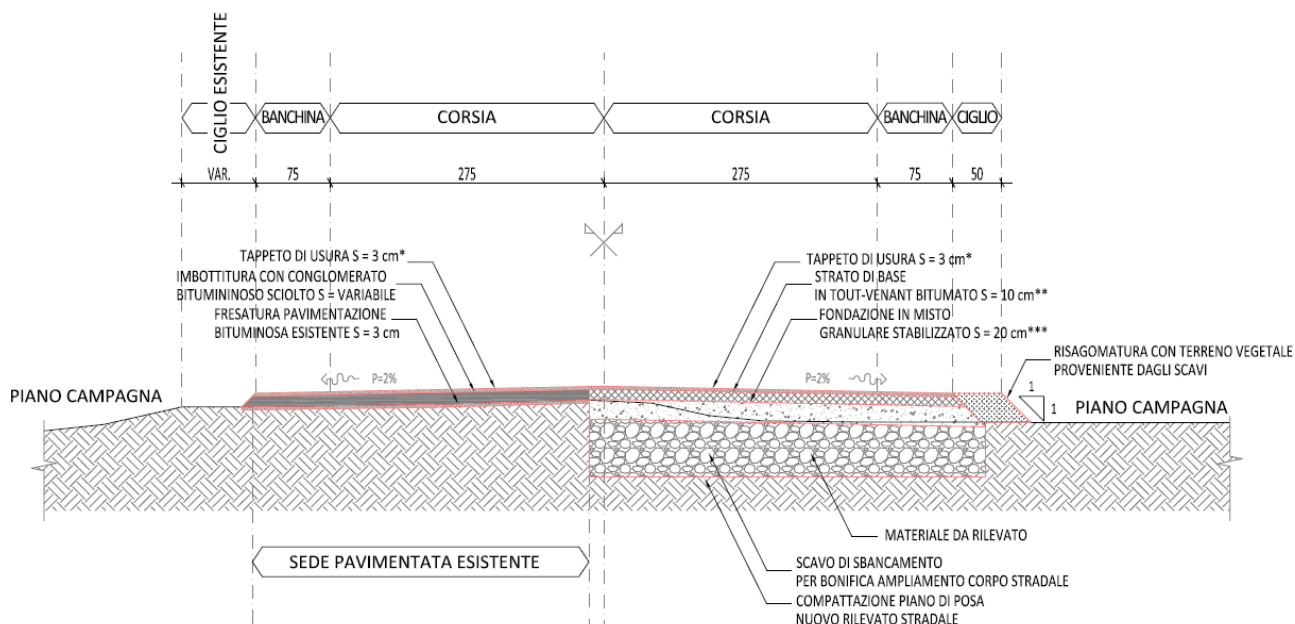 CIGLIO ESISTENTE
BANCHINA
CORSIA
CORSIA
BANCHINA
CIGLIO
VAR.
75
275
275
75
50
TAPPETO DI USURA S = 3 cm*
IMBOTTITURA CON CONGLOMERATO
BITUMININOSO SCIOLTO S = VARIABILE
FRESATURA PAVIMENTAZIONE
BITUMINOSA ESISTENTE S = 3 cm
TAPPETO DI USURA S = 3 cm*
STRATO DI BASE
IN TOUT-VENANT BITUMATO S = 10 cm**
FONDAZIONE IN MISTO
GRANULARE STABILIZZATO S = 20 cm***
RISAGOMATURA CON TERRENO VEGETALE
PROVENIENTE DAGLI SCAVI
P=2%
P=2%
1
1
PIANO CAMPAGNA
PIANO CAMPAGNA
MATERIALE DA RILEVATO
SEDE PAVIMENTATA ESISTENTE
SCAVO DI SBANCAMENTO
PER BONIFICA AMPLIAMENTO CORPO STRADALE
COMPATTAZIONE PIANO DI POSA
NUOVO RILEVATO STRADALE